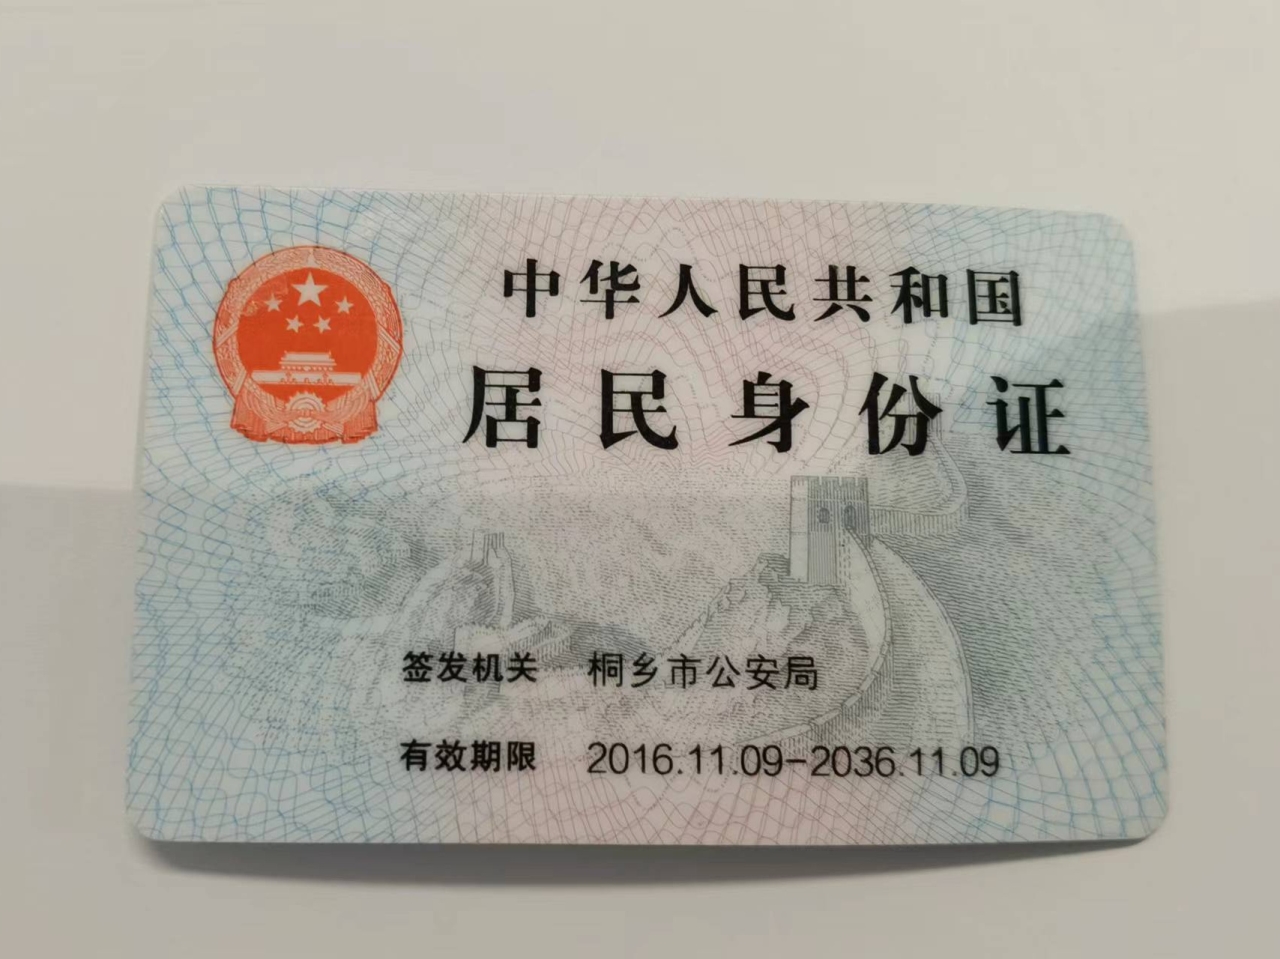 中华人民共和国
居民身份证
签发机关 桐乡市公安局
有效期限 2016.11.09-2036.11.09